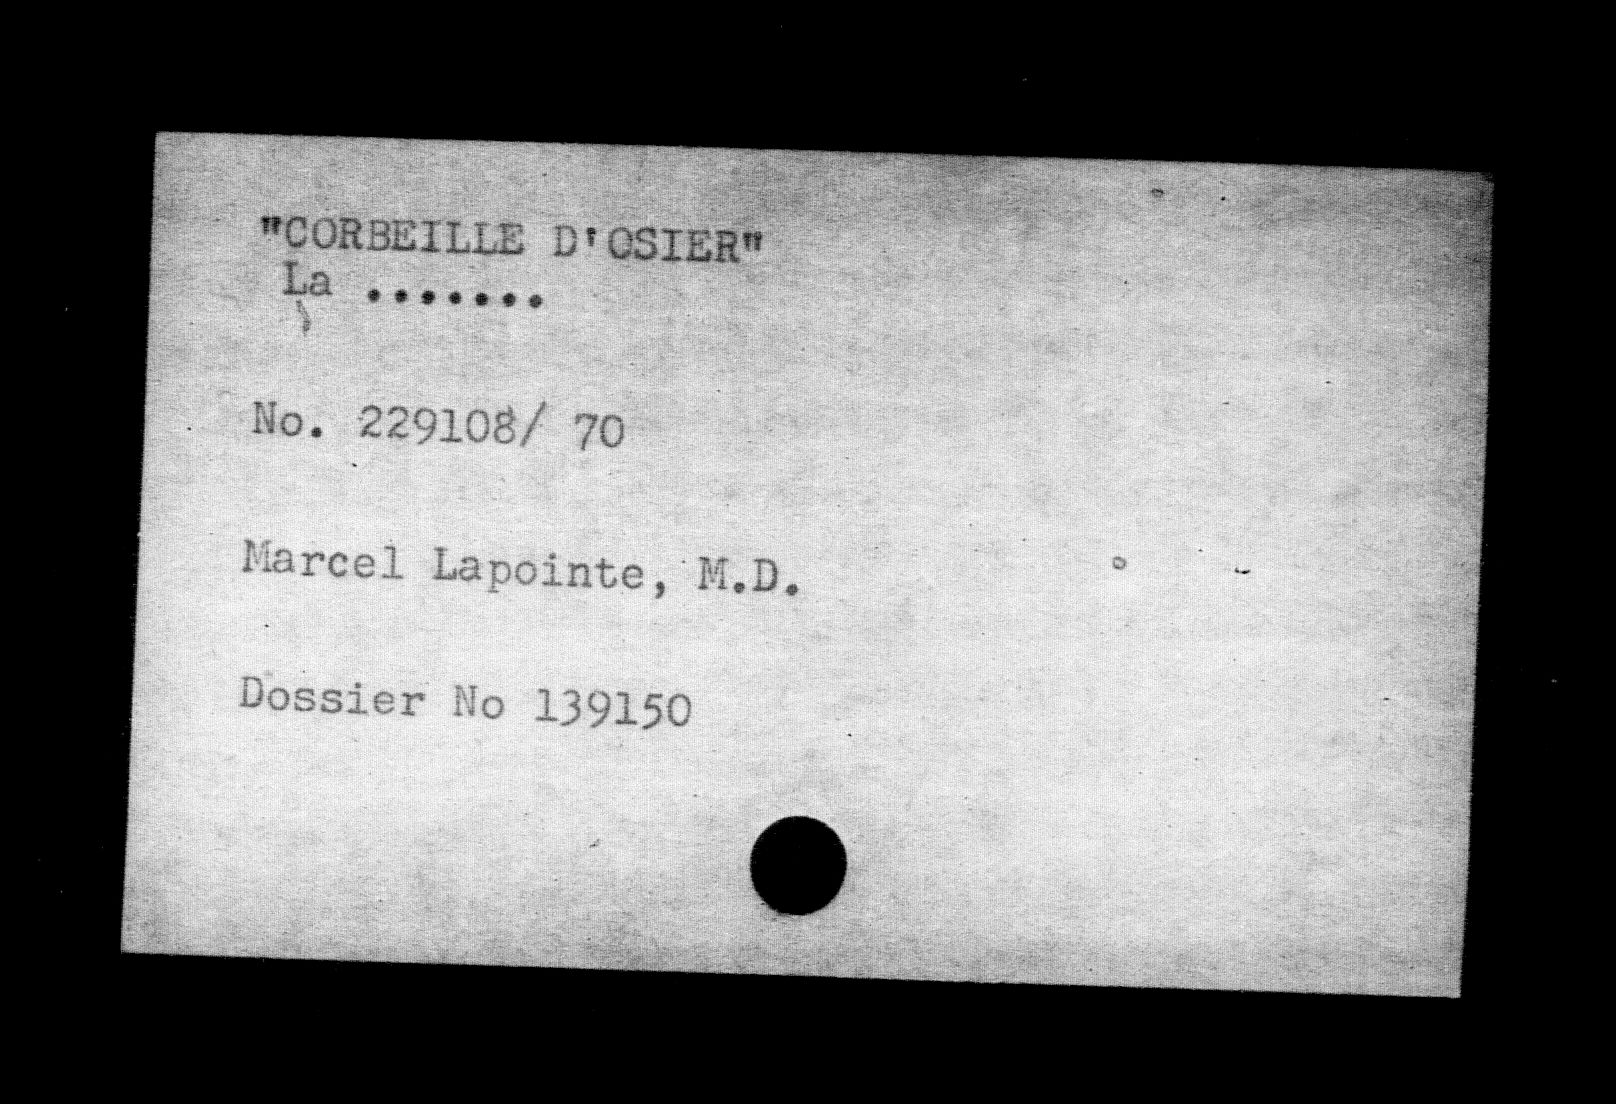 "CORBEILLE D'OSIER"
La .......
No. 229108/ 70
Marcel Lapointe, M.D.
Dossier No 139150